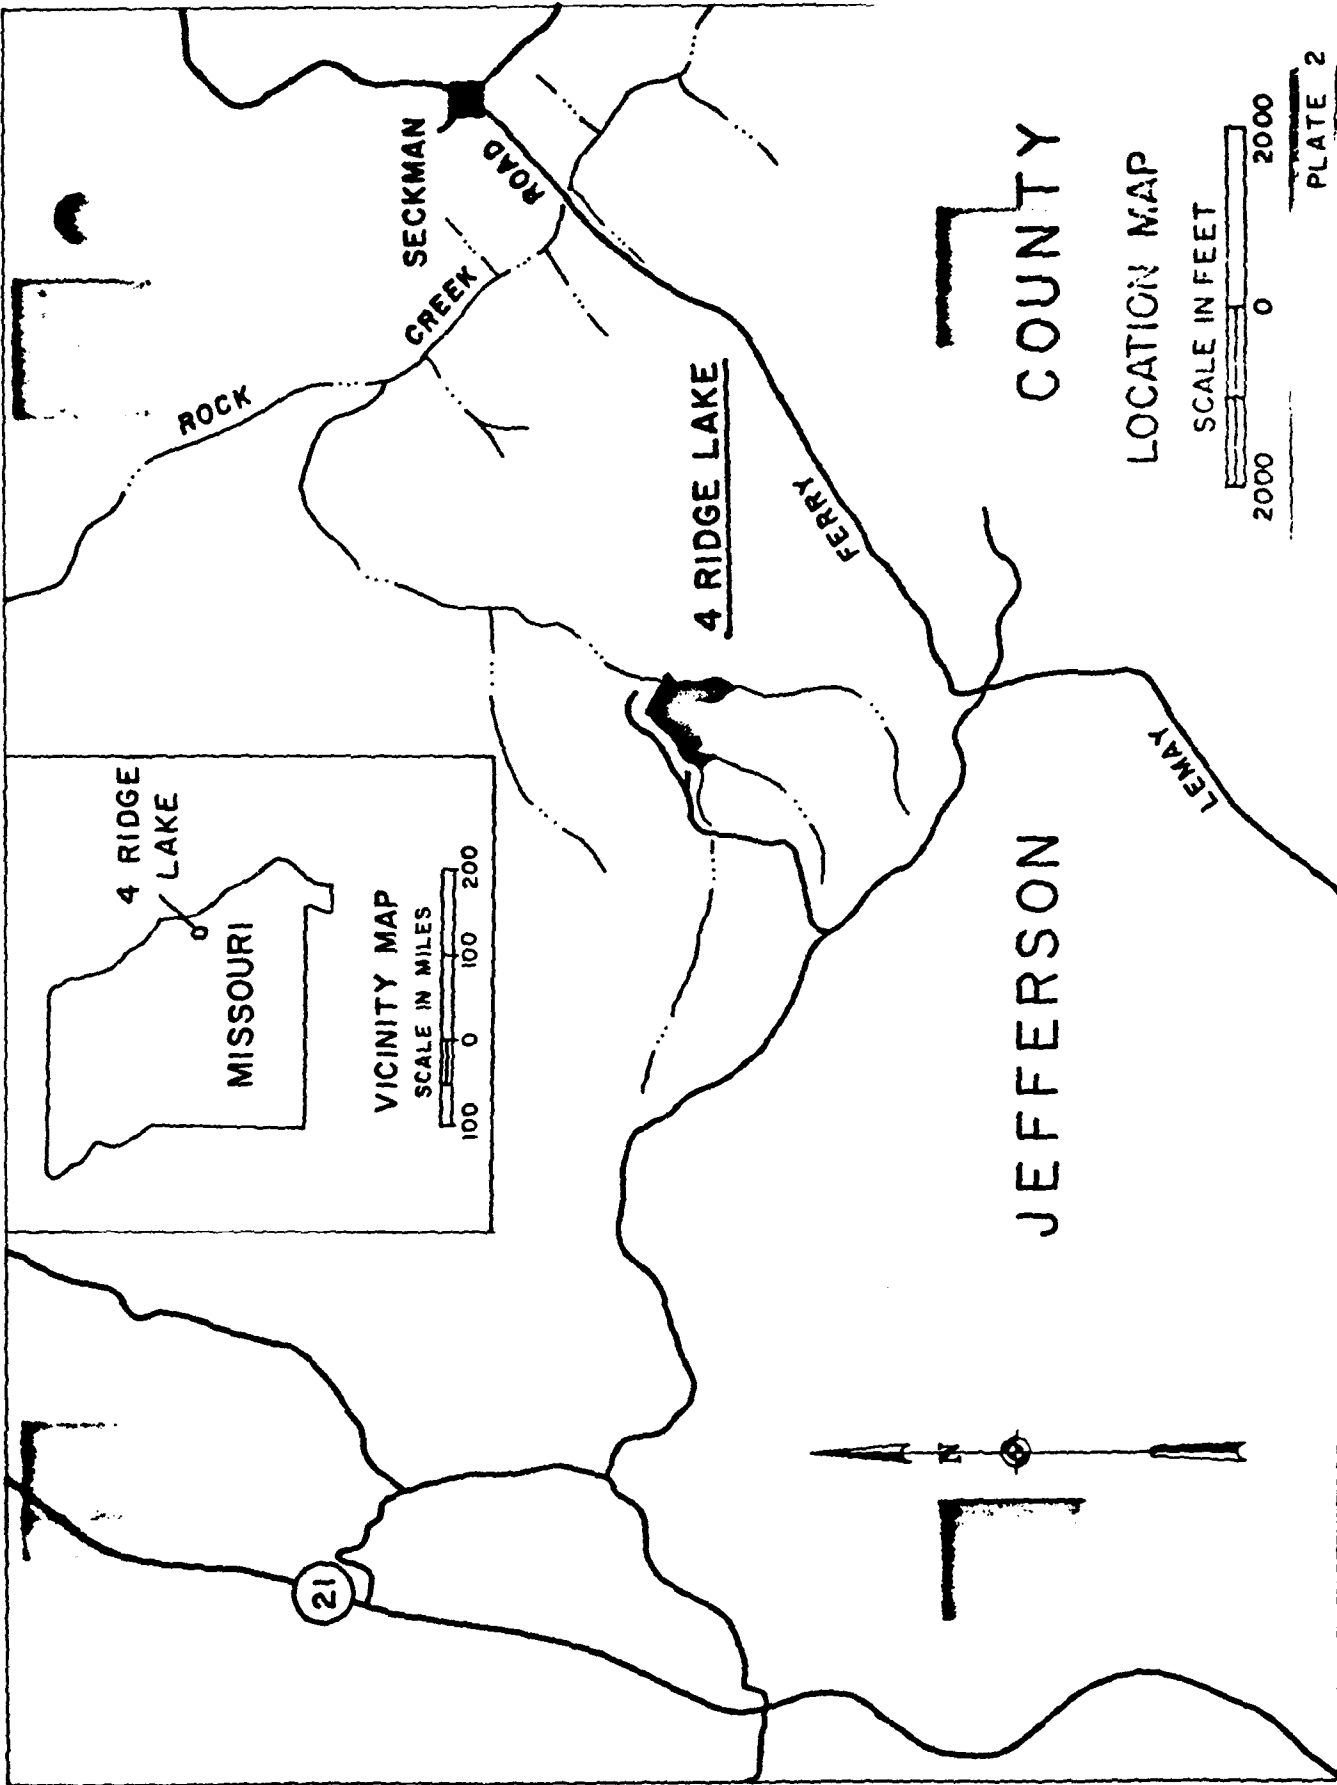 4 RIDGE
LAKE
MISSOURI
VICINITY MAP
SCALE IN MILES
100 0 100 200
21
ROCK
CREEK
SECKMAN
ROAD
4 RIDGE LAKE
FERRY
LEMAY
N
JEFFERSON
COUNTY
LOCATION MAP
SCALE IN FEET
2000 0 2000
PLATE 2